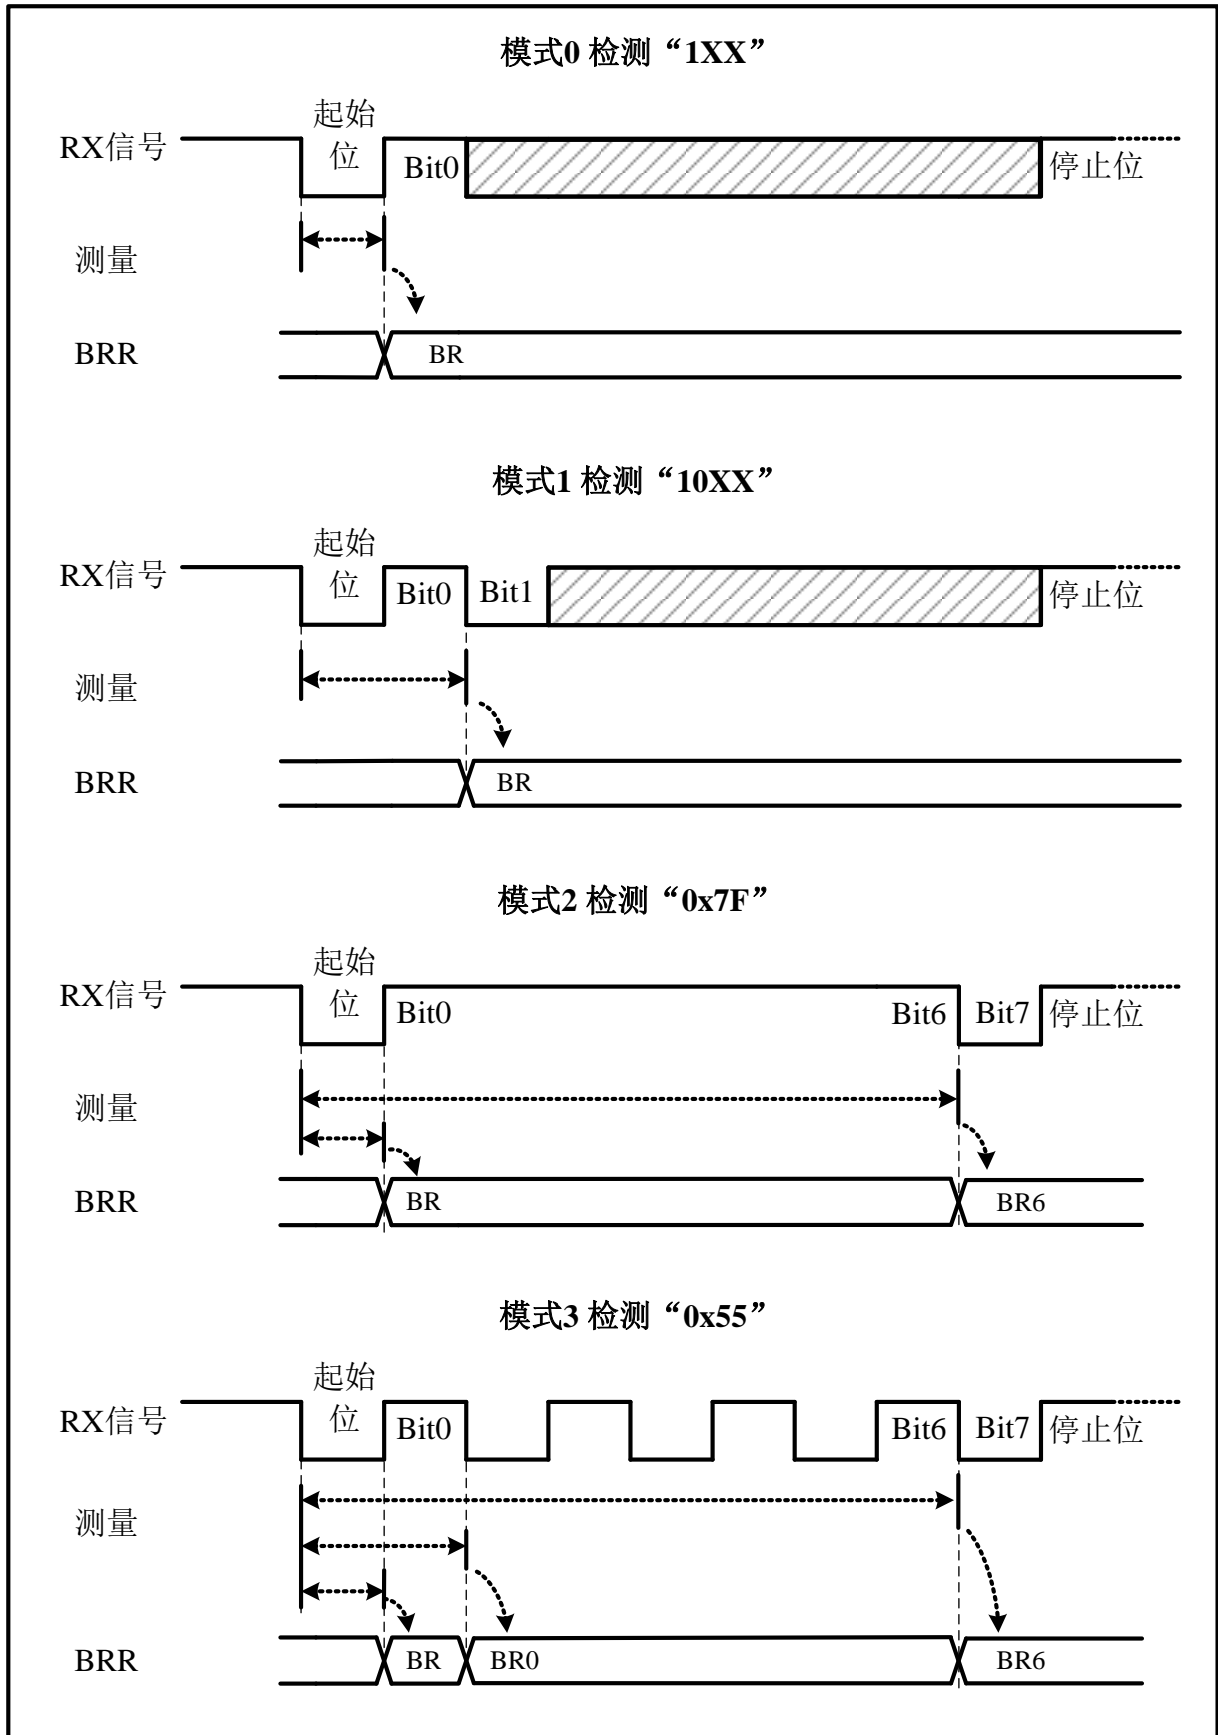 模式0 检测“1XX”
起始
位
RX信号
Bit0
停止位
测量
BRR
BR
模式1 检测“10XX”
起始
位
RX信号
Bit0
Bit1
停止位
测量
BRR
BR
模式2 检测“0x7F”
起始
位
RX信号
Bit0
Bit6
Bit7
停止位
测量
BRR
BR
BR6
模式3 检测“0x55”
起始
位
RX信号
Bit0
Bit6
Bit7
停止位
测量
BRR
BR
BR0
BR6